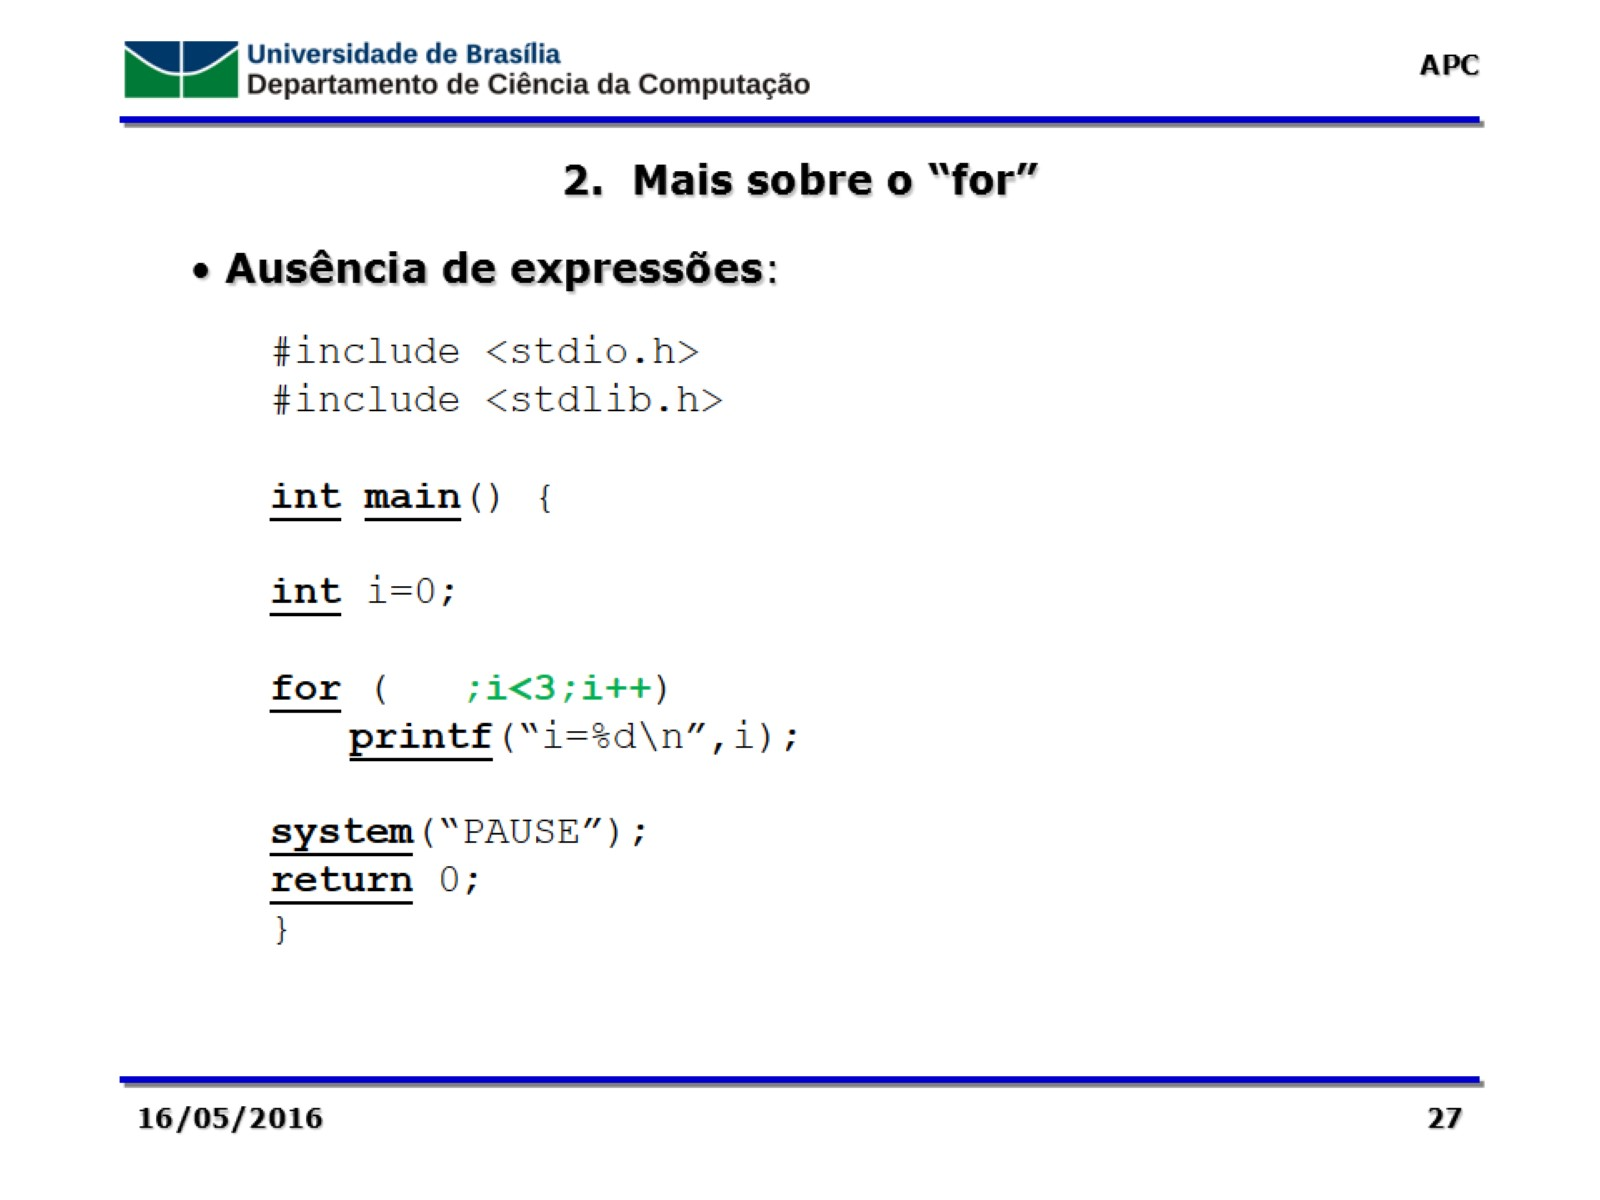 Universidade de Brasília
Departamento de Ciência da Computação
APC
2. Mais sobre o “for”
• Ausência de expressões:
#include <stdio.h>
#include <stdlib.h>
int main() {
int i=0;
for (   ;i<3;i++)
printf(“i=%d\n”,i);
system(“PAUSE”);
return 0;
}
16/05/2016
27